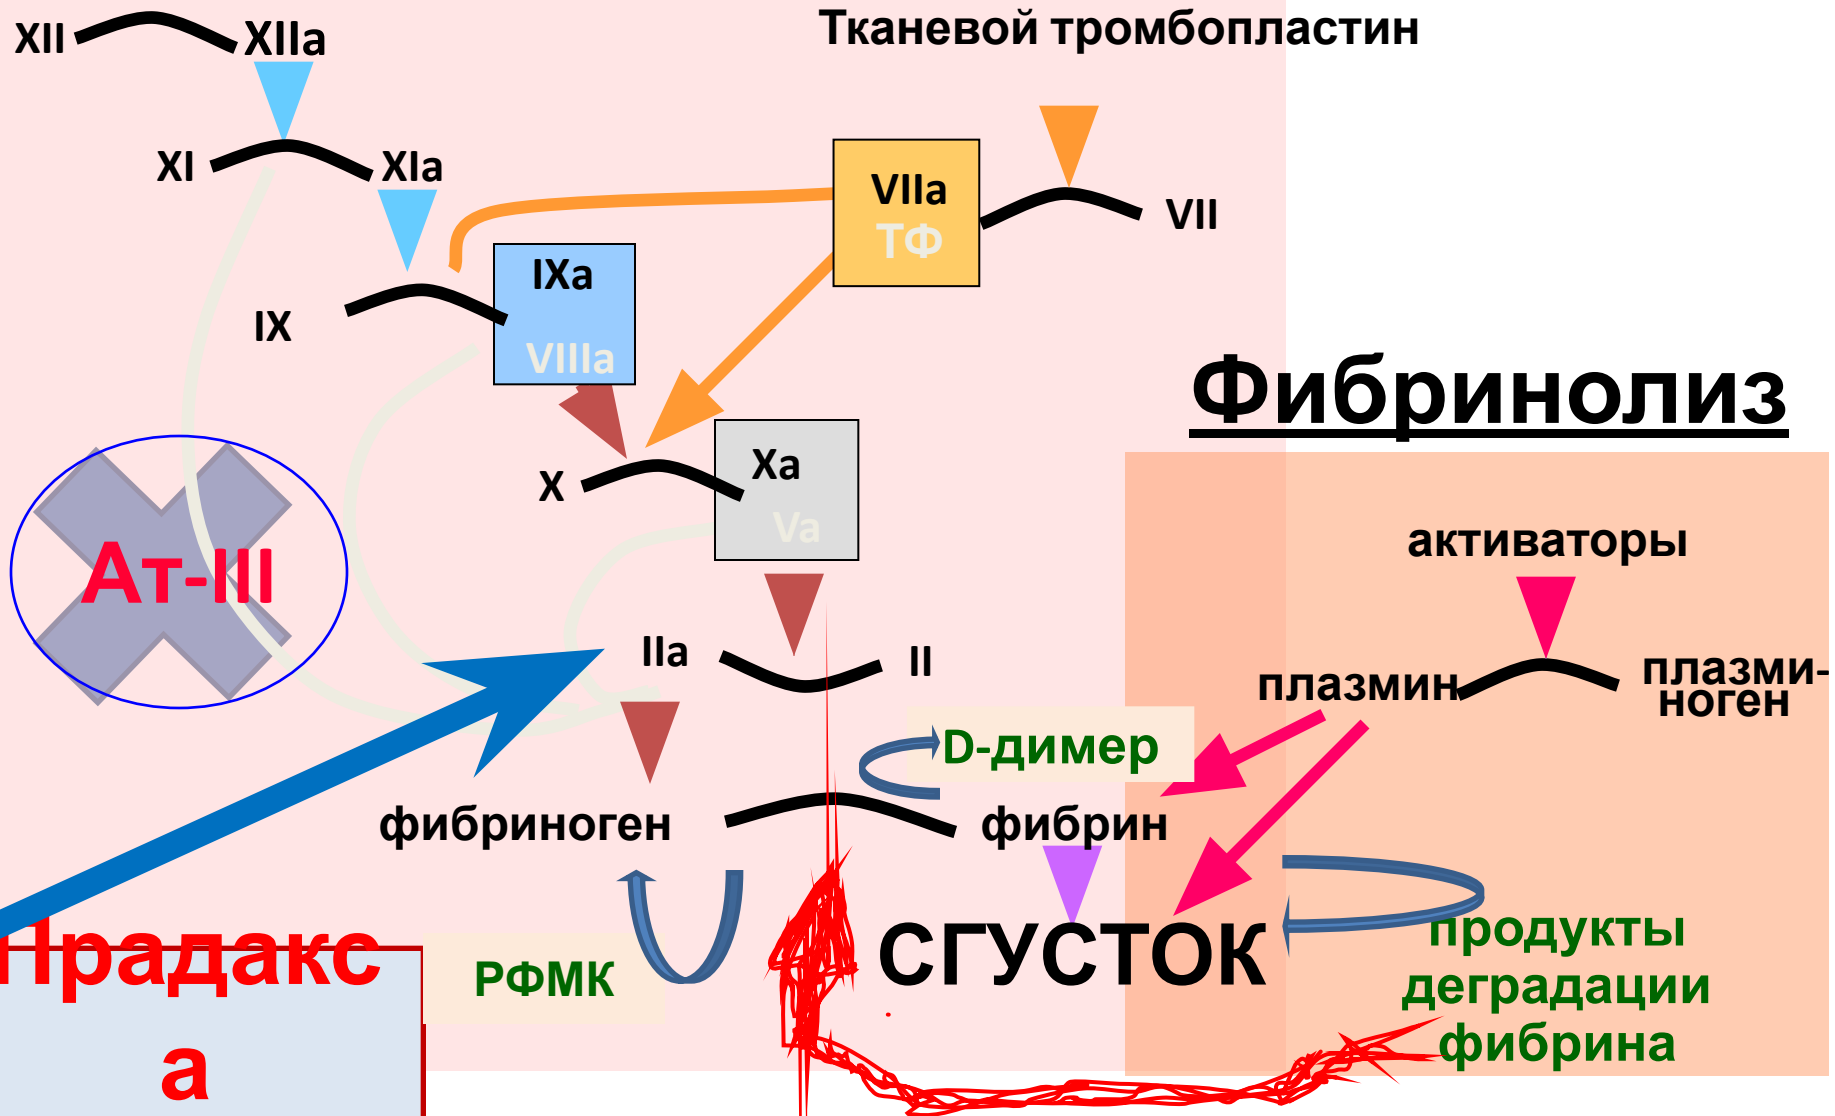 XII
XIIa
Тканевой тромбопластин
XI
XIa
VIIa
ТФ
VII
IXa
IX
VIIIa
Фибринолиз
X
Xa
Va
активаторы
Ат-III
IIa
II
плазмин
плазми-
ноген
D-димер
фибриноген
фибрин
СГУСТОК
Прадакс
а
РФМК
продукты
деградации
фибрина